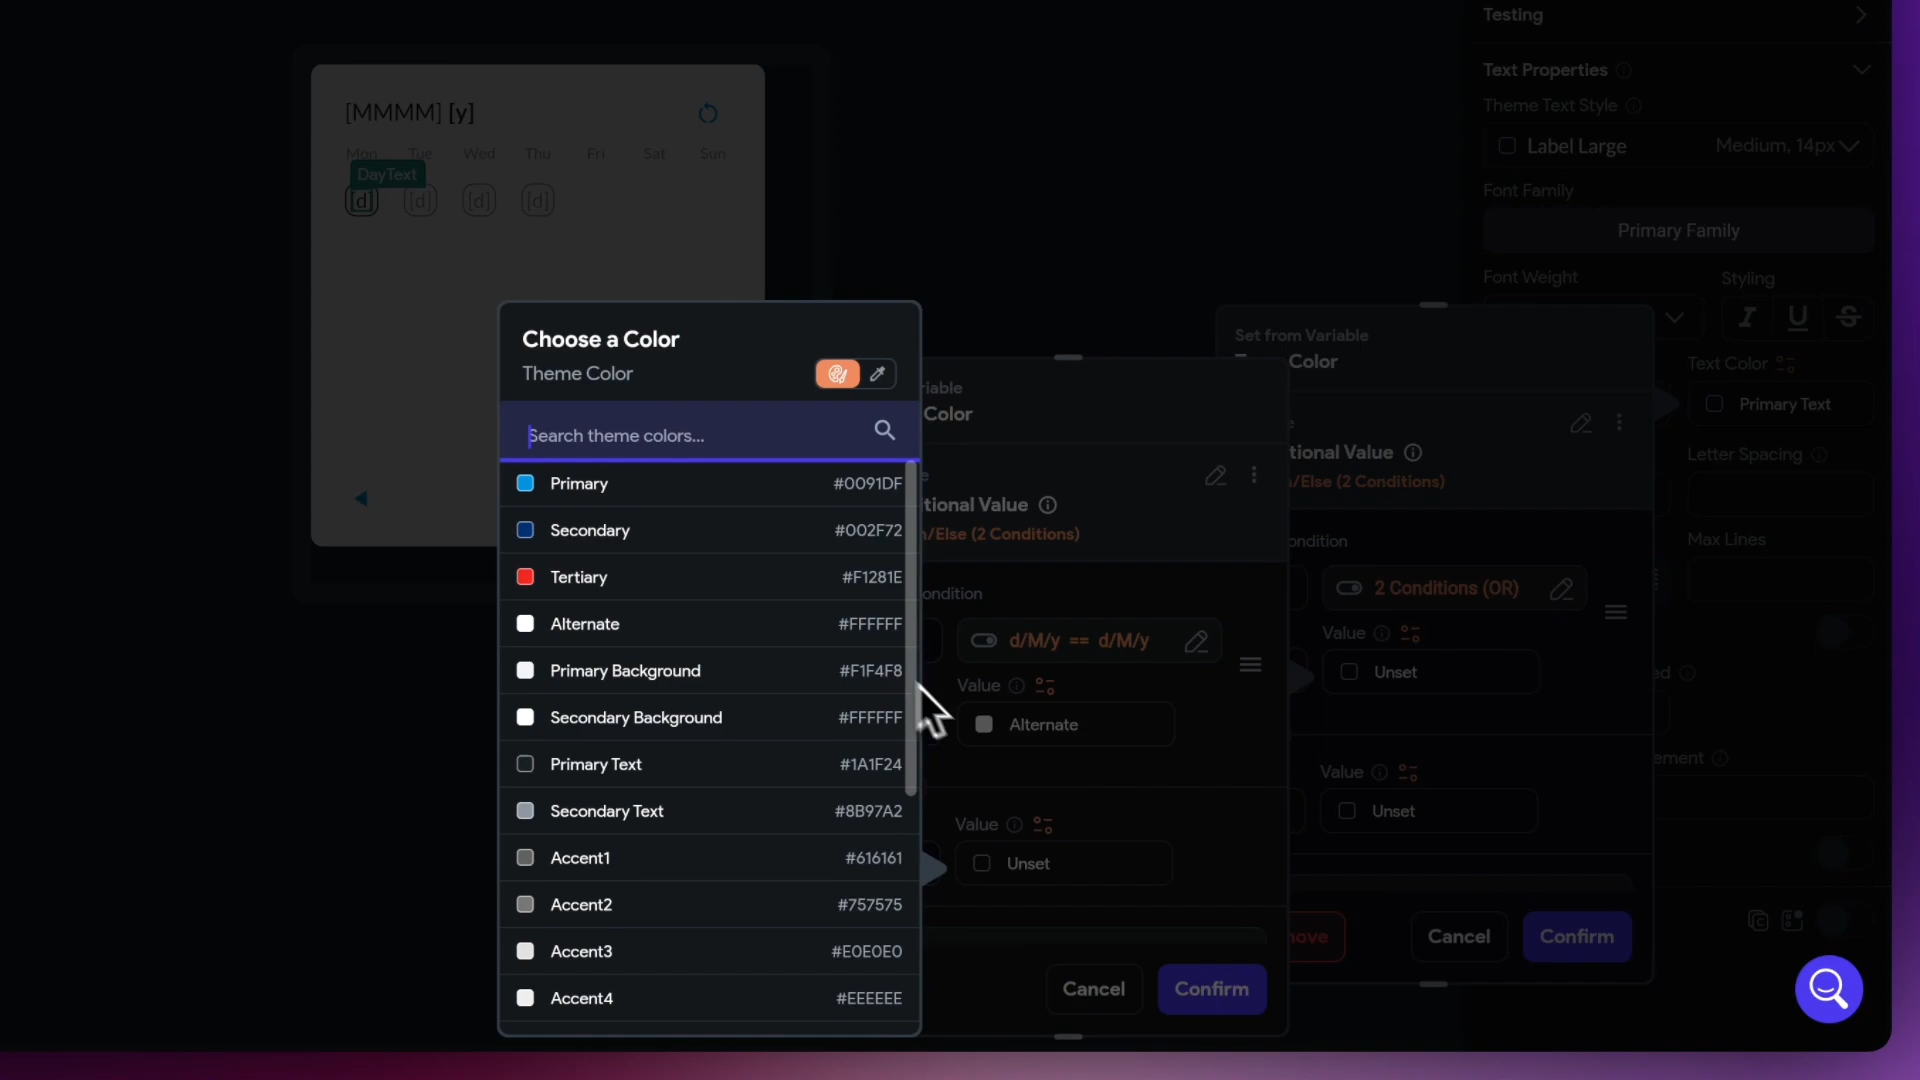 Testing
Text Properties
Theme Text Style
Label Large Medium, 14px
Font Family
Primary Family
Font Weight Styling
Text Color
Primary Text
Letter Spacing
Max Lines
[MMMM] [y]
Mon Tue Wed Thu Fri Sat Sun
DayText
[d] [d] [d] [d]
Choose a Color
Theme Color
Search theme colors...
Primary #0091DF
Secondary #002F72
Tertiary #F1281E
Alternate #FFFFFF
Primary Background #F1F4F8
Secondary Background #FFFFFF
Primary Text #1A1F24
Secondary Text #8B97A2
Accent1 #616161
Accent2 #757575
Accent3 #E0E0E0
Accent4 #EEEEEE
Color
tional Value
/Else (2 Conditions)
ondition
d/M/y == d/M/y
Value
Alternate
Value
Unset
Cancel Confirm
Set from Variable
Color
tional Value
/Else (2 Conditions)
ondition
2 Conditions (OR)
Value
Unset
Value
Unset
Cancel Confirm